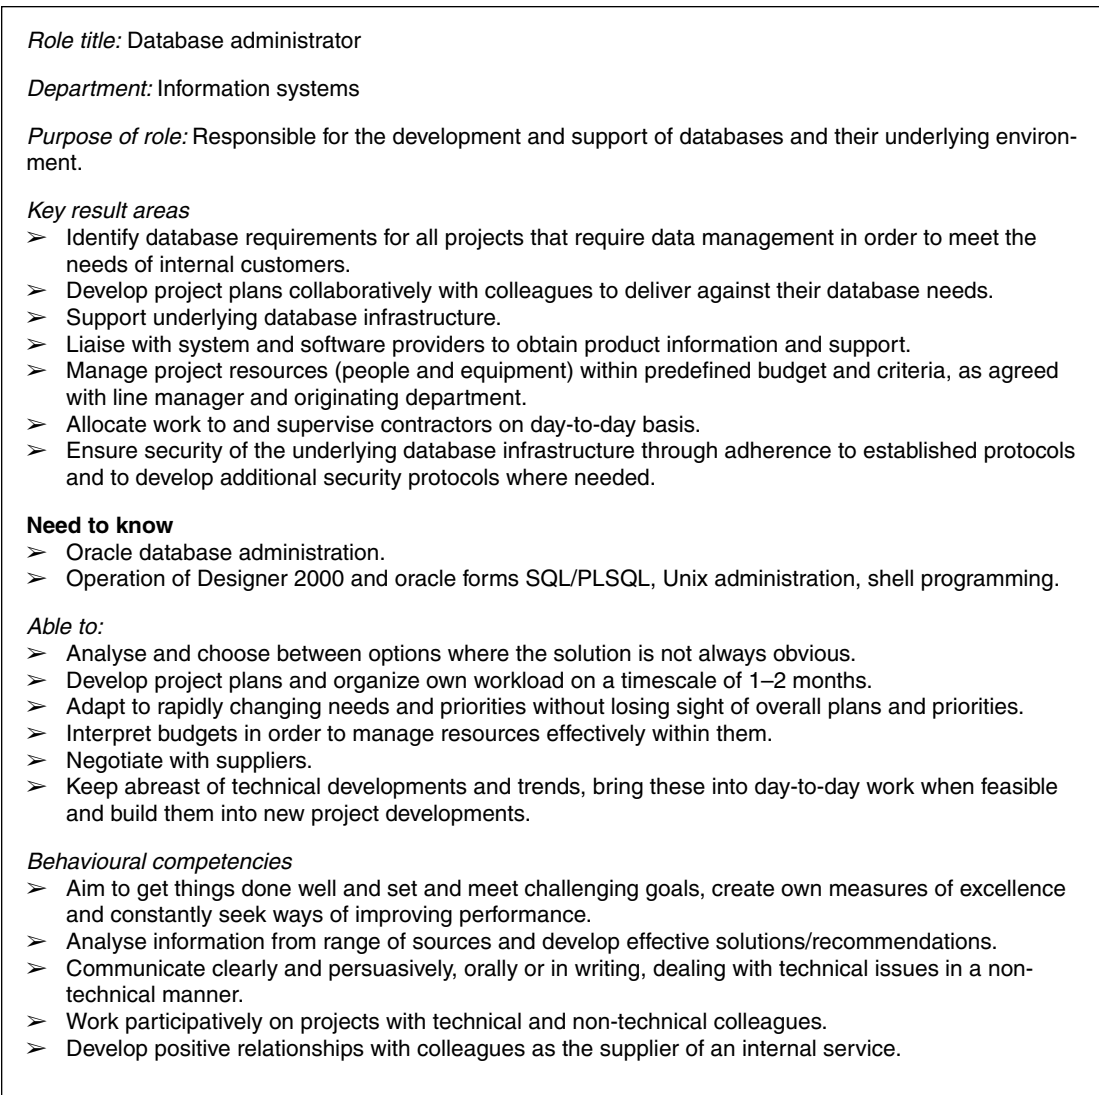 Role title: Database administrator
Department: Information systems
Purpose of role: Responsible for the development and support of databases and their underlying environ-
ment.
Key result areas
➢ Identify database requirements for all projects that require data management in order to meet the
needs of internal customers.
➢ Develop project plans collaboratively with colleagues to deliver against their database needs.
➢ Support underlying database infrastructure.
➢ Liaise with system and software providers to obtain product information and support.
➢ Manage project resources (people and equipment) within predefined budget and criteria, as agreed
with line manager and originating department.
➢ Allocate work to and supervise contractors on day-to-day basis.
➢ Ensure security of the underlying database infrastructure through adherence to established protocols
and to develop additional security protocols where needed.
Need to know
➢ Oracle database administration.
➢ Operation of Designer 2000 and oracle forms SQL/PLSQL, Unix administration, shell programming.
Able to:
➢ Analyse and choose between options where the solution is not always obvious.
➢ Develop project plans and organize own workload on a timescale of 1–2 months.
➢ Adapt to rapidly changing needs and priorities without losing sight of overall plans and priorities.
➢ Interpret budgets in order to manage resources effectively within them.
➢ Negotiate with suppliers.
➢ Keep abreast of technical developments and trends, bring these into day-to-day work when feasible
and build them into new project developments.
Behavioural competencies
➢ Aim to get things done well and set and meet challenging goals, create own measures of excellence
and constantly seek ways of improving performance.
➢ Analyse information from range of sources and develop effective solutions/recommendations.
➢ Communicate clearly and persuasively, orally or in writing, dealing with technical issues in a non-
technical manner.
➢ Work participatively on projects with technical and non-technical colleagues.
➢ Develop positive relationships with colleagues as the supplier of an internal service.